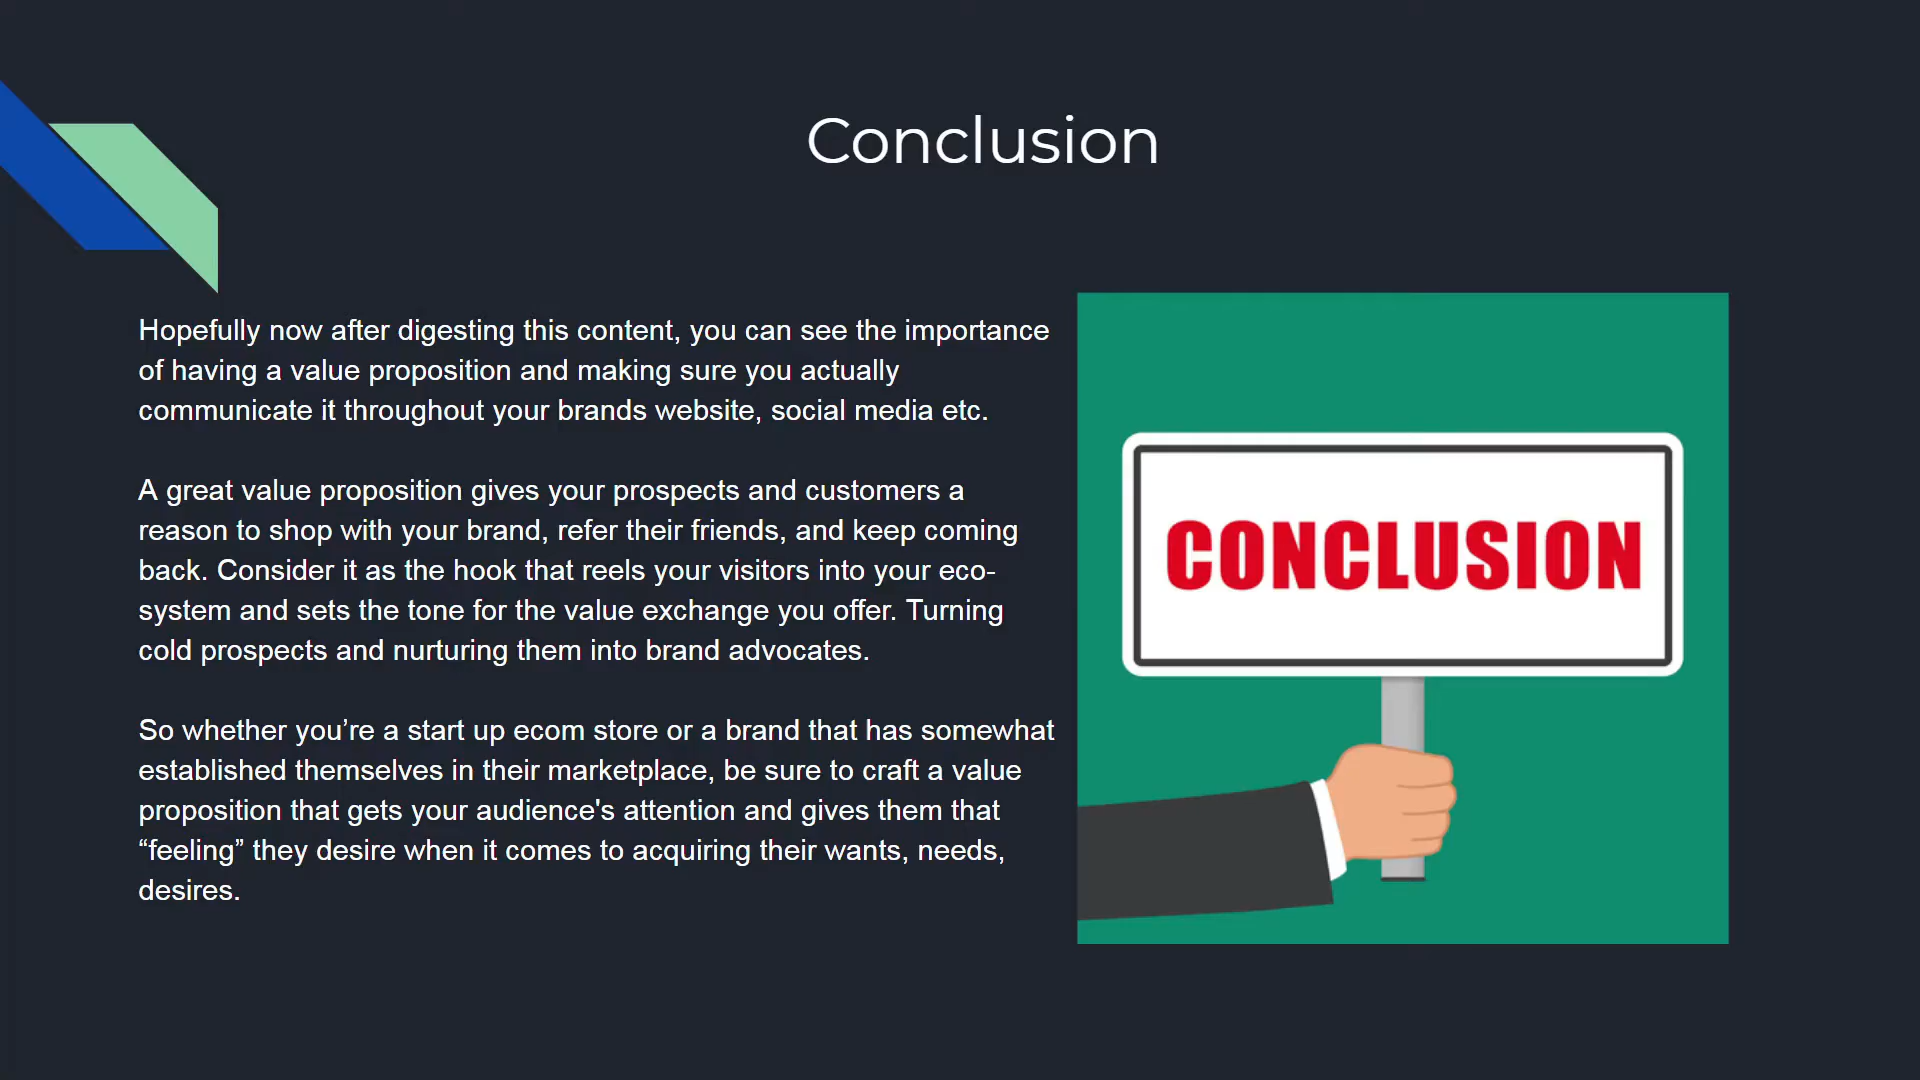 Conclusion
Hopefully now after digesting this content, you can see the importance
of having a value proposition and making sure you actually
communicate it throughout your brands website, social media etc.
A great value proposition gives your prospects and customers a
reason to shop with your brand, refer their friends, and keep coming
back. Consider it as the hook that reels your visitors into your eco-
system and sets the tone for the value exchange you offer. Turning
cold prospects and nurturing them into brand advocates.
So whether you’re a start up ecom store or a brand that has somewhat
established themselves in their marketplace, be sure to craft a value
proposition that gets your audience's attention and gives them that
“feeling” they desire when it comes to acquiring their wants, needs,
desires.
CONCLUSION